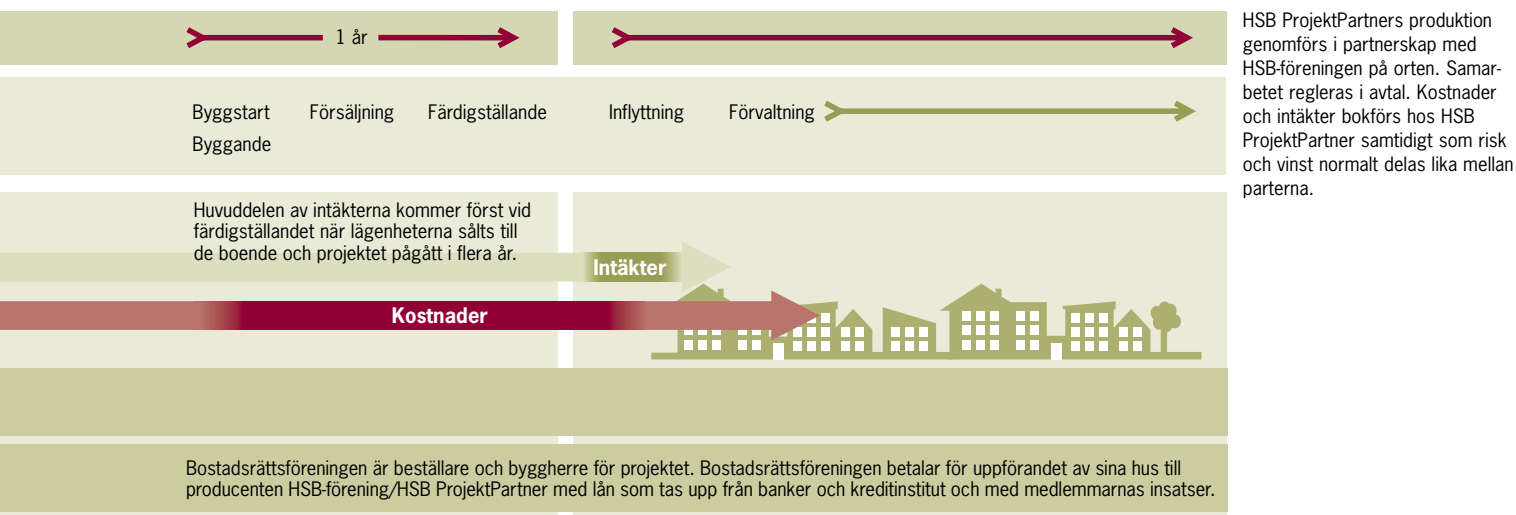 1 år
Byggstart Försäljning Färdigställande Inflyttning Förvaltning
Byggande
Huvuddelen av intäkterna kommer först vid
färdigställandet när lägenheterna sålts till
de boende och projektet pågått i flera år.
Intäkter
Kostnader
Bostadsrättsföreningen är beställare och byggherre för projektet. Bostadsrättsföreningen betalar för uppförandet av sina hus till
producenten HSB-förening/HSB ProjektPartner med lån som tas upp från banker och kreditinstitut och med medlemmarnas insatser.
HSB ProjektPartners produktion
genomförs i partnerskap med
HSB-föreningen på orten. Samar-
betet regleras i avtal. Kostnader
och intäkter bokförs hos HSB
ProjektPartner samtidigt som risk
och vinst normalt delas lika mellan
parterna.